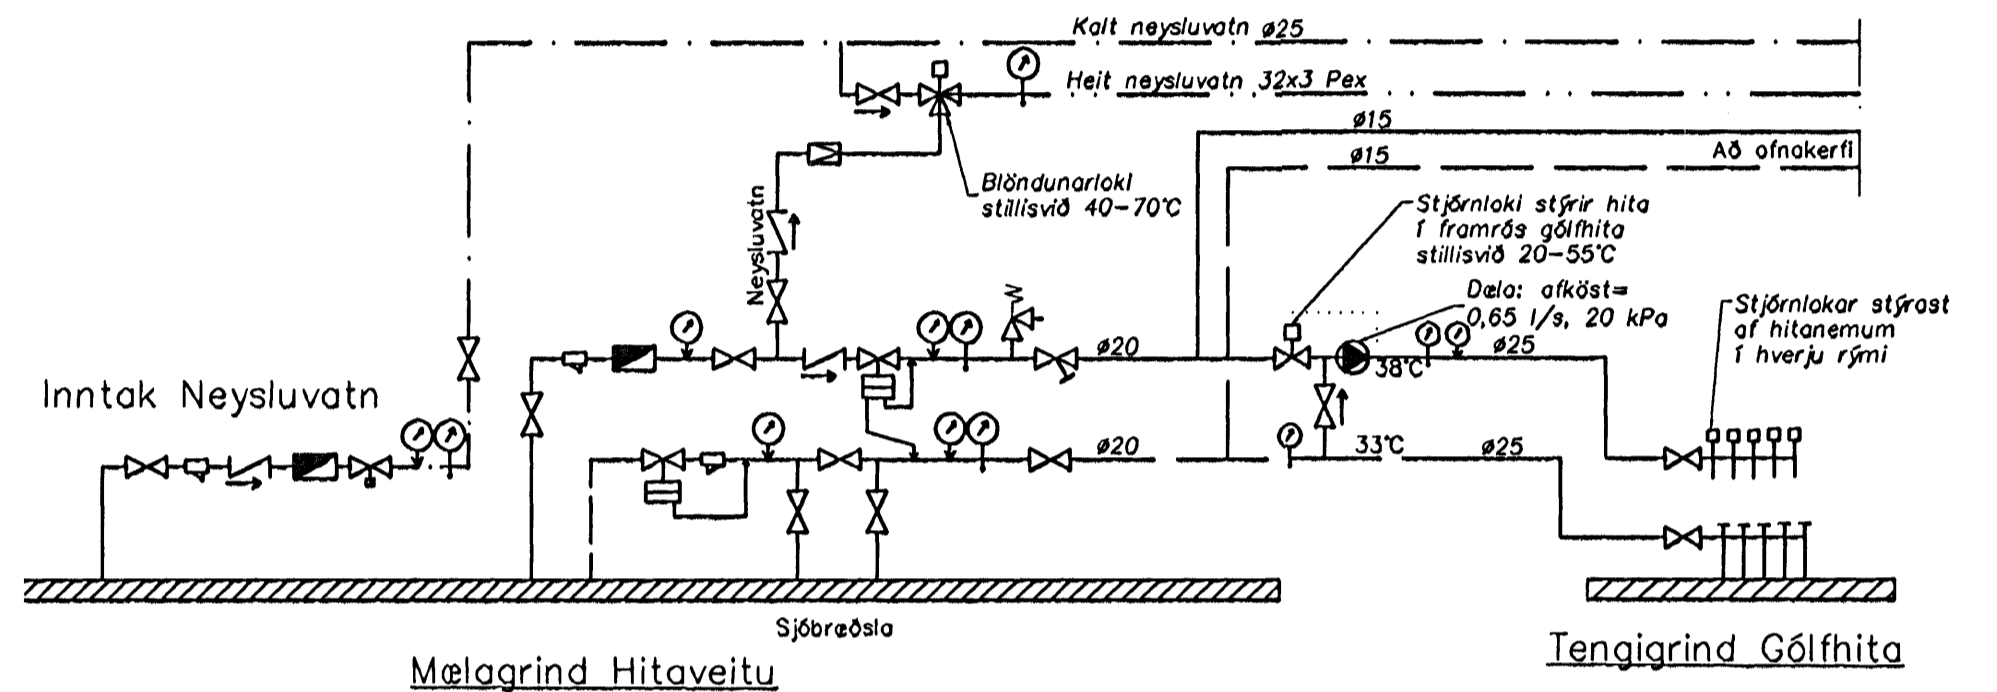 Kalt neysluvatn ø25
Heit neysluvatn 32x3 Pex
ø15
ø15
Að ofnakerfi
Blöndunarloki
stillisvið 40-70°C
Neysluvatn
Stjórnloki stýrir hita
í framrás gólfhita
stillisvið 20-55°C
Dæla: afköst=
0,65 l/s, 20 kPa
Stjórnlokar stýrast
af hitanemum
í hverju rými
ø20
38°C
ø25
Inntak Neysluvatn
ø20
33°C
ø25
Sjóbræðsla
Mælagrind Hitaveitu
Tengigrind Gólfhita